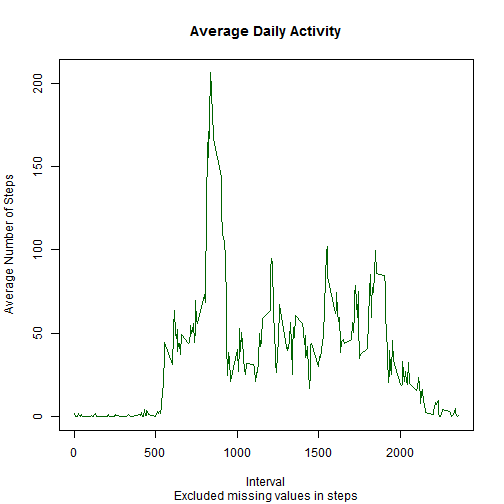 Average Daily Activity
200
150
100
50
0
Average Number of Steps
0
500
1000
1500
2000
Interval
Excluded missing values in steps